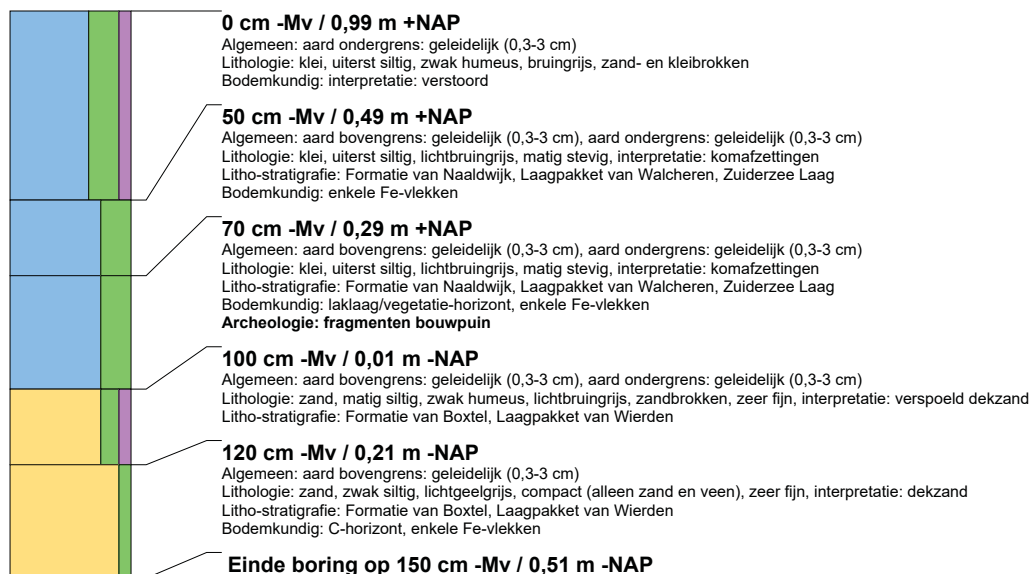 0 cm -Mv / 0,99 m +NAP
Algemeen: aard ondergrens: geleidelijk (0,3-3 cm)
Lithologie: klei, uiterst siltig, zwak humeus, bruingrijs, zand- en kleibrokken
Bodemkundig: interpretatie: verstoord
50 cm -Mv / 0,49 m +NAP
Algemeen: aard bovengrens: geleidelijk (0,3-3 cm), aard ondergrens: geleidelijk (0,3-3 cm)
Lithologie: klei, uiterst siltig, lichtbruingrijs, matig stevig, interpretatie: komafzettingen
Litho-stratigrafie: Formatie van Naaldwijk, Laagpakket van Walcheren, Zuiderzee Laag
Bodemkundig: enkele Fe-vlekken
70 cm -Mv / 0,29 m +NAP
Algemeen: aard bovengrens: geleidelijk (0,3-3 cm), aard ondergrens: geleidelijk (0,3-3 cm)
Lithologie: klei, uiterst siltig, lichtbruingrijs, matig stevig, interpretatie: komafzettingen
Litho-stratigrafie: Formatie van Naaldwijk, Laagpakket van Walcheren, Zuiderzee Laag
Bodemkundig: laklaag/vegetatie-horizont, enkele Fe-vlekken
Archeologie: fragmenten bouwpuin
100 cm -Mv / 0,01 m -NAP
Algemeen: aard bovengrens: geleidelijk (0,3-3 cm), aard ondergrens: geleidelijk (0,3-3 cm)
Lithologie: zand, matig siltig, zwak humeus, lichtbruingrijs, zandbrokken, zeer fijn, interpretatie: verspoeld dekzand
Litho-stratigrafie: Formatie van Boxtel, Laagpakket van Wierden
120 cm -Mv / 0,21 m -NAP
Algemeen: aard bovengrens: geleidelijk (0,3-3 cm)
Lithologie: zand, zwak siltig, lichtgeelgrijs, compact (alleen zand en veen), zeer fijn, interpretatie: dekzand
Litho-stratigrafie: Formatie van Boxtel, Laagpakket van Wierden
Bodemkundig: C-horizont, enkele Fe-vlekken
Einde boring op 150 cm -Mv / 0,51 m -NAP